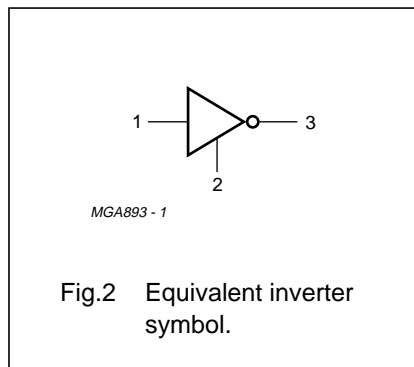 1
3
2
MGA893 - 1
Fig.2 Equivalent inverter
symbol.